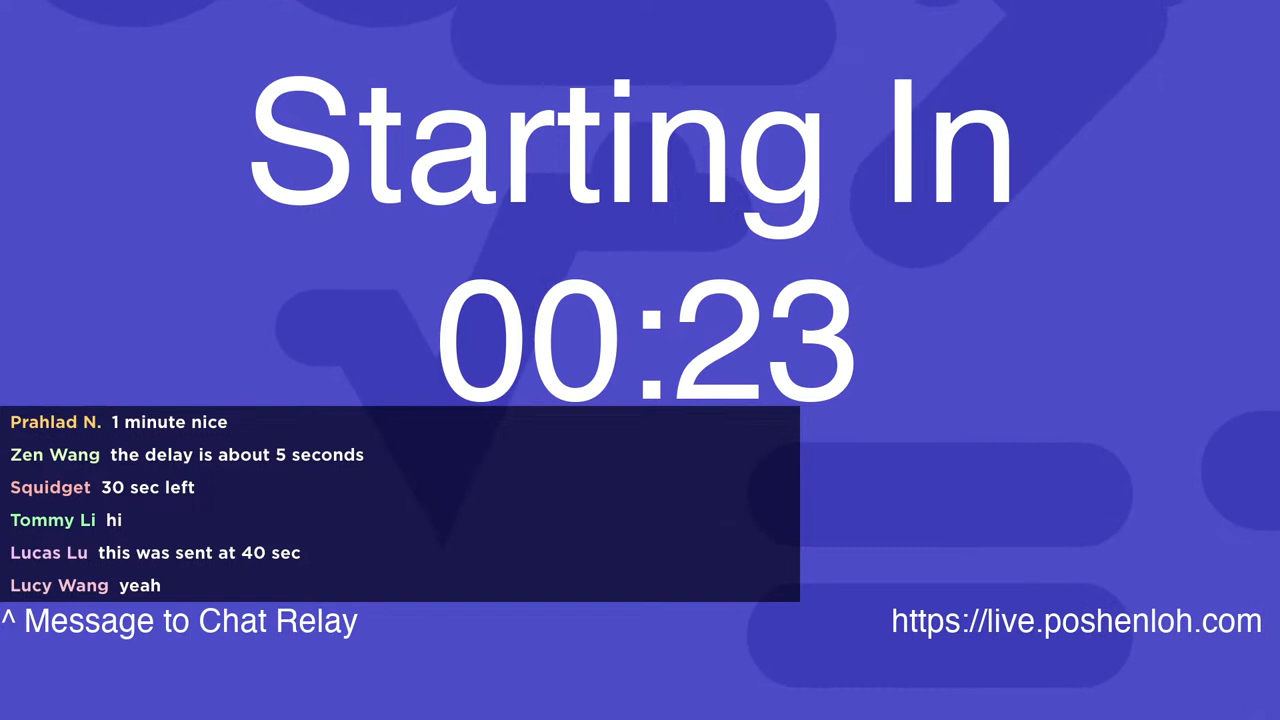 Starting In
00:23
Prahlad N. 1 minute nice
Zen Wang the delay is about 5 seconds
Squidget 30 sec left
Tommy Li hi
Lucas Lu this was sent at 40 sec
Lucy Wang yeah
^ Message to Chat Relay
https://live.poshenloh.com